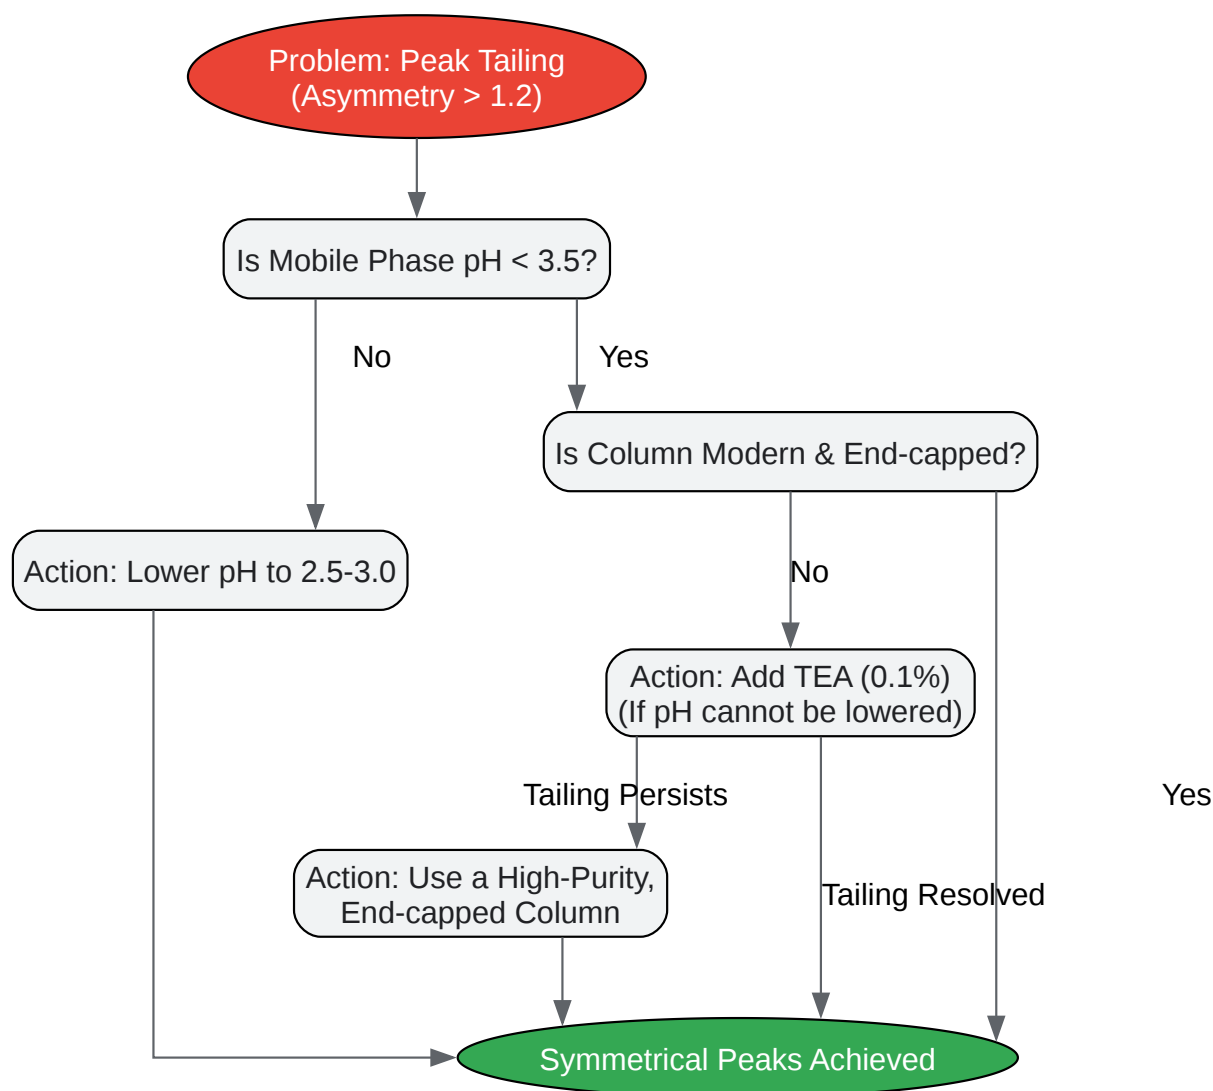 Problem: Peak Tailing
(Asymmetry > 1.2)
Is Mobile Phase pH < 3.5?
No
Yes
Is Column Modern & End-capped?
Action: Lower pH to 2.5-3.0
No
Action: Add TEA (0.1%)
(If pH cannot be lowered)
Tailing Persists
Yes
Action: Use a High-Purity,
End-capped Column
Tailing Resolved
Symmetrical Peaks Achieved